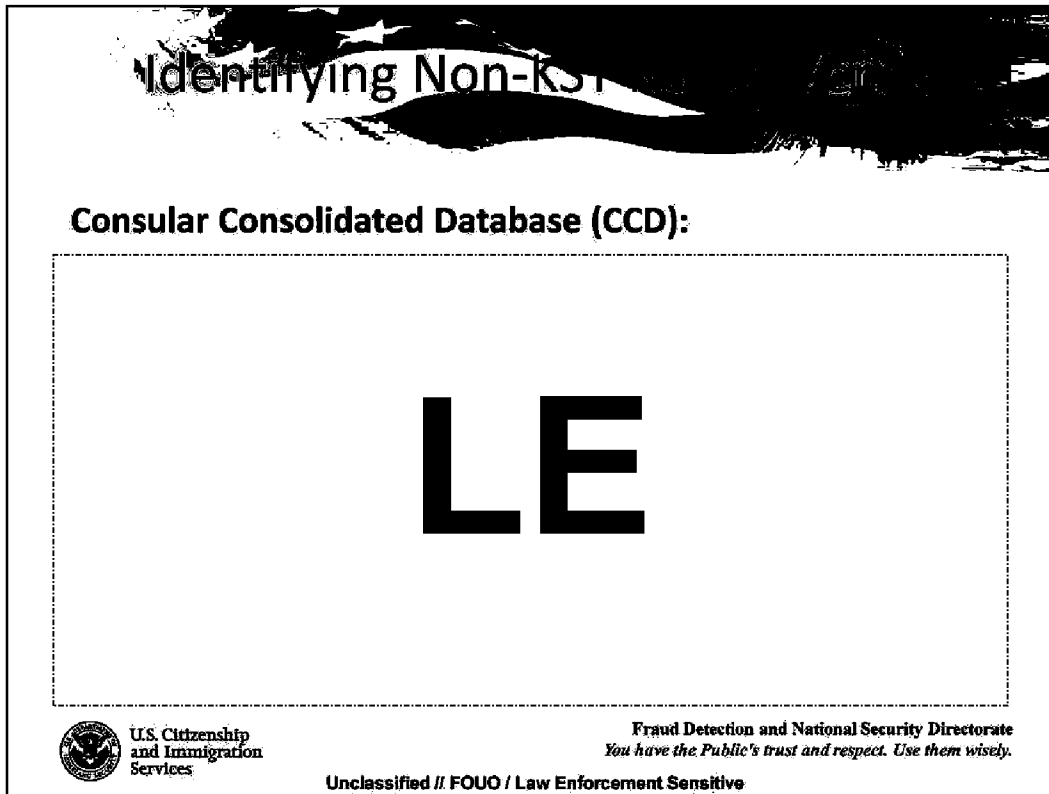 Identifying Non-KST
Consular Consolidated Database (CCD):
LE
U.S. Citizenship
and Immigration
Services
Fraud Detection and National Security Directorate
You have the Public's trust and respect. Use them wisely.
Unclassified // FOUO / Law Enforcement Sensitive